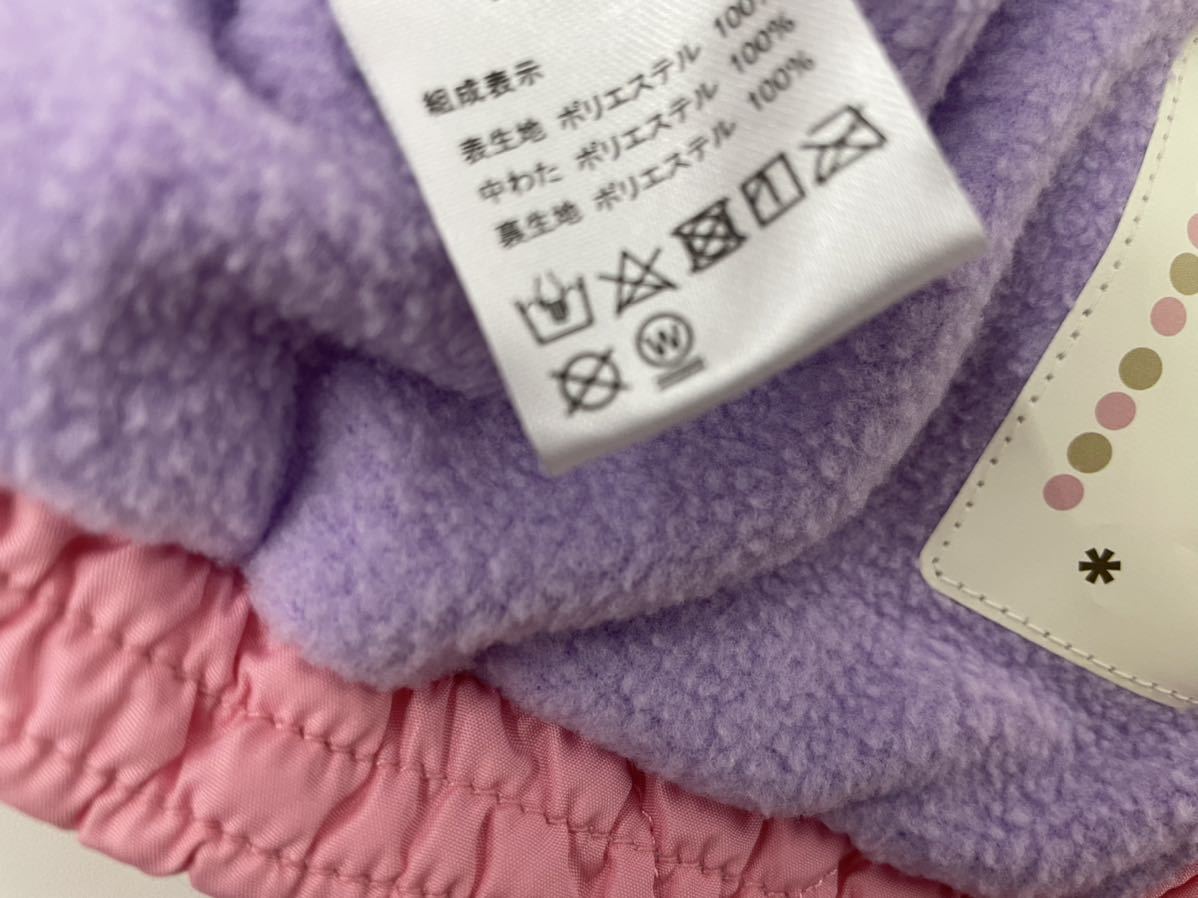 組成表示
表生地 ポリエステル 100%
中わた ポリエステル 100%
裏生地 ポリエステル 100%
W
*